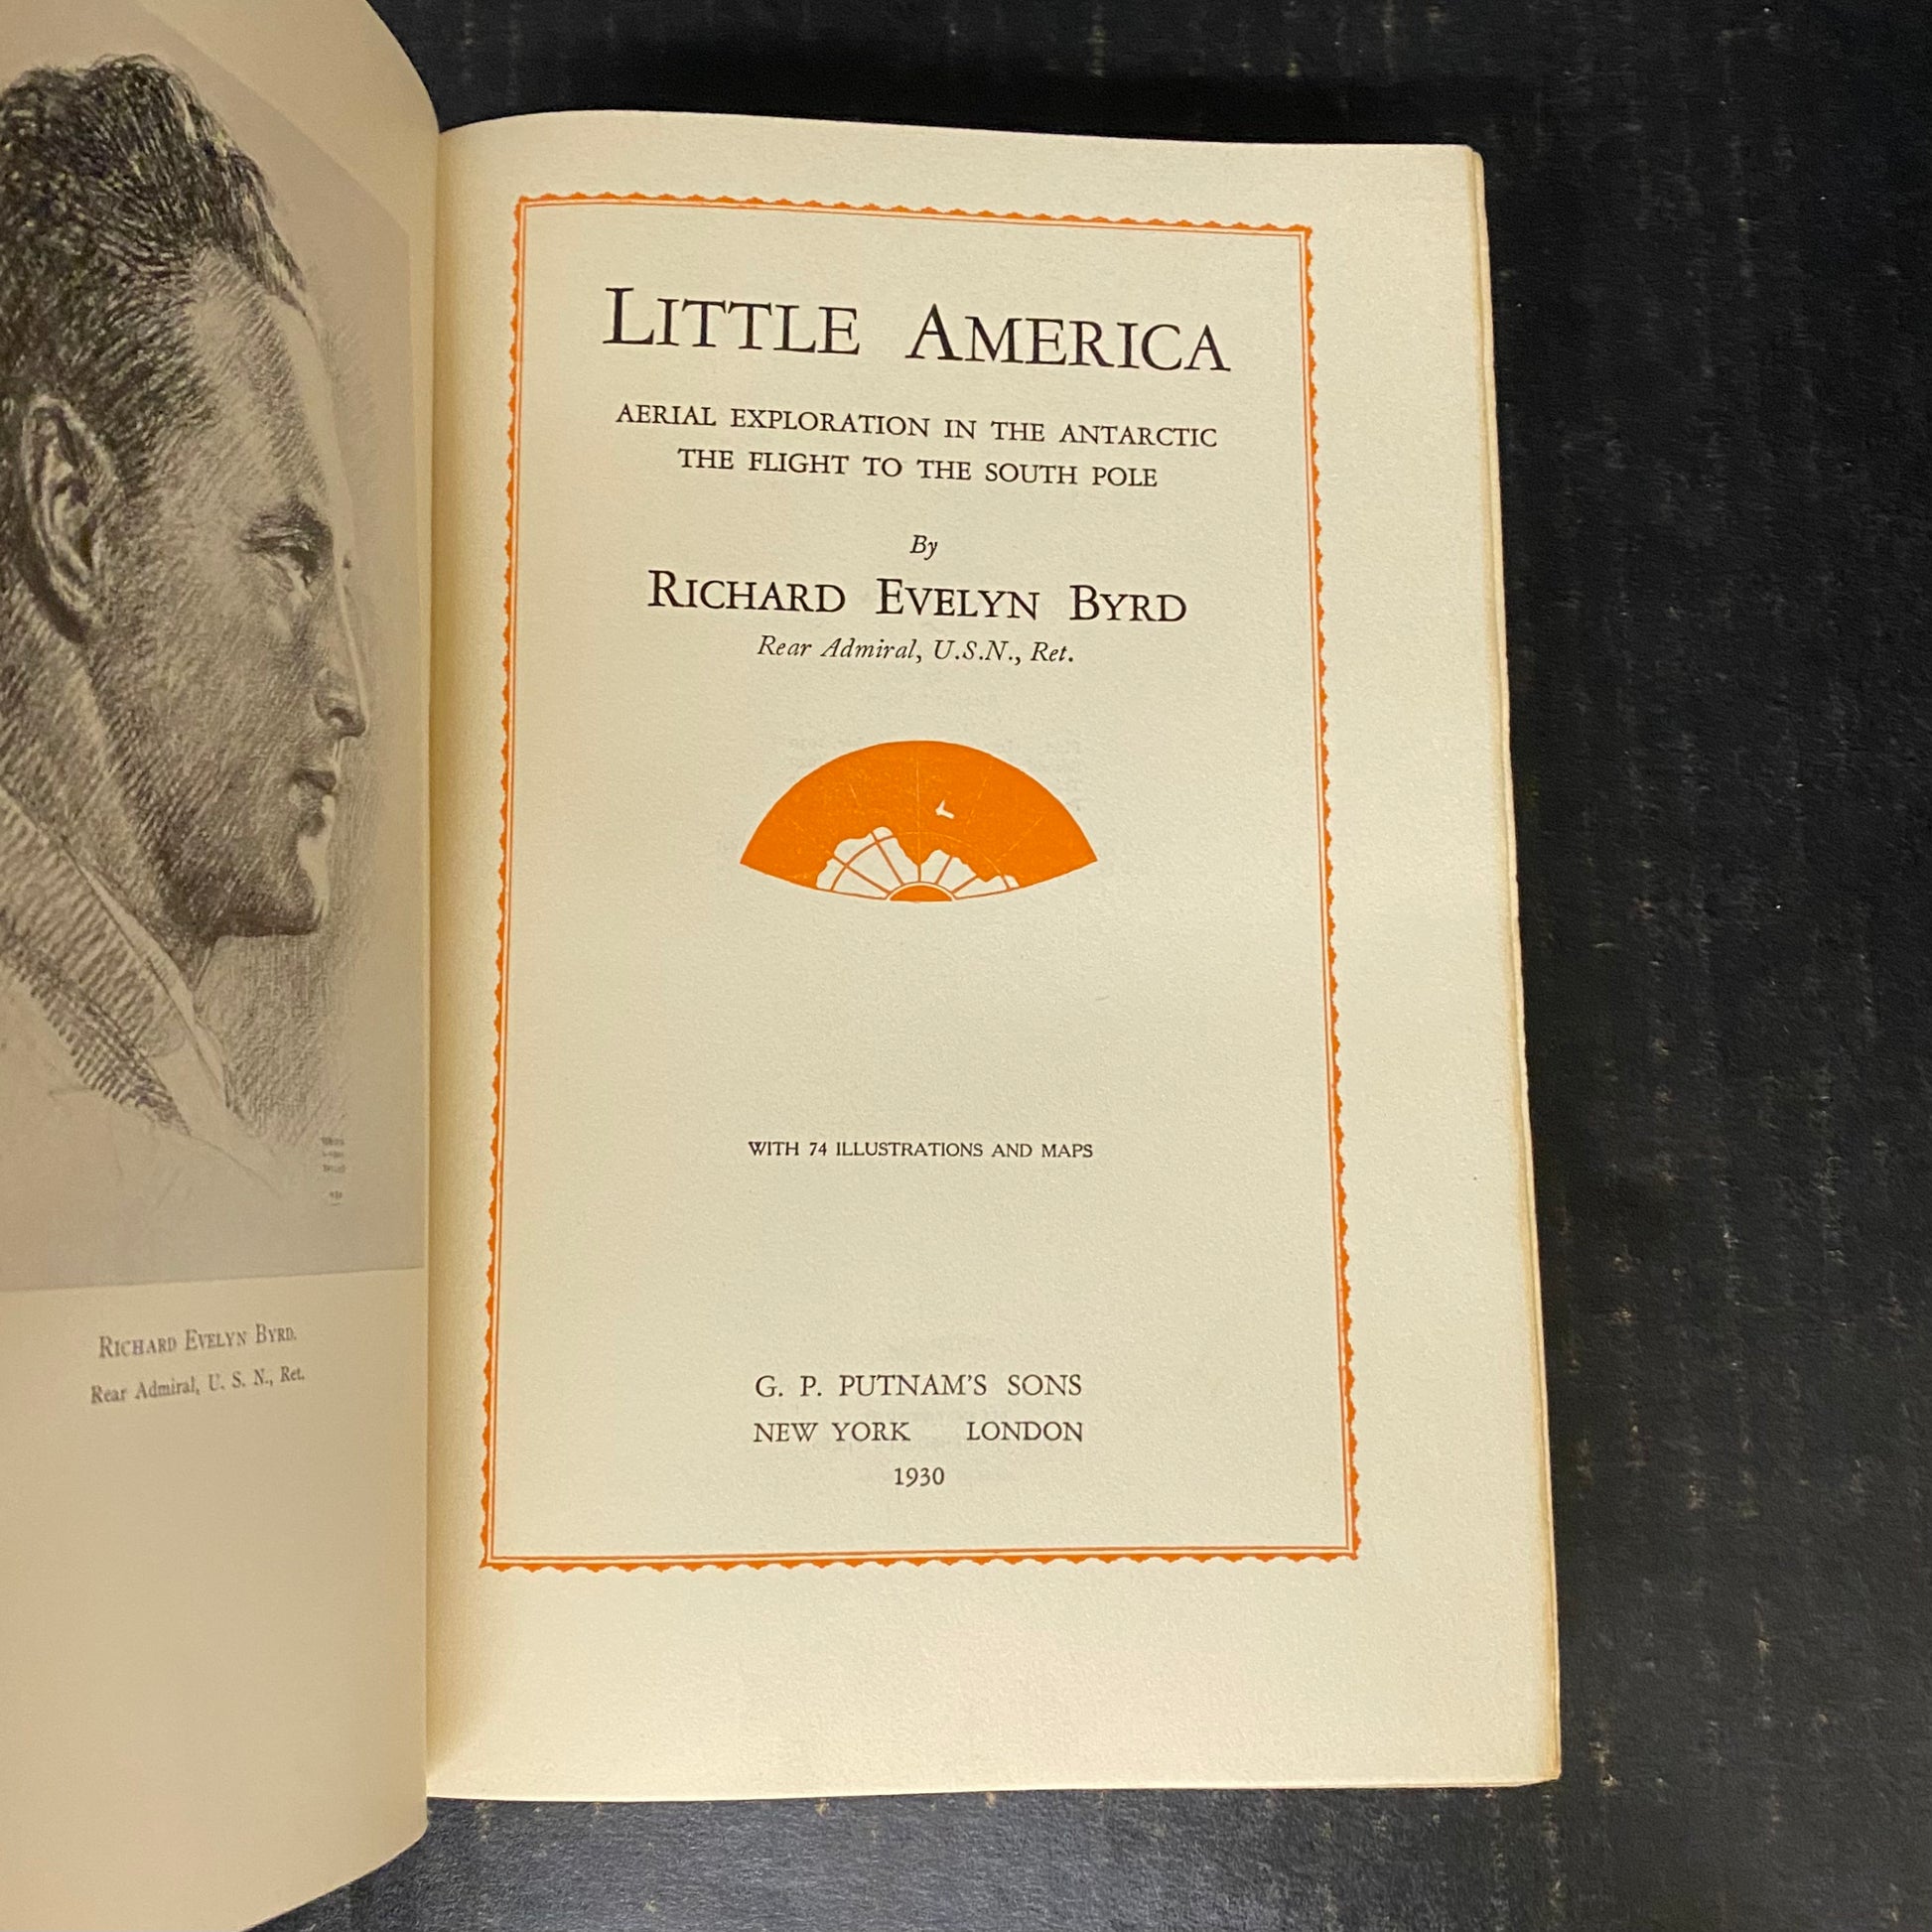 RICHARD EVELYN BYRD.
Rear Admiral, U. S. N., Ret.
LITTLE AMERICA
AERIAL EXPLORATION IN THE ANTARCTIC
THE FLIGHT TO THE SOUTH POLE
By
RICHARD EVELYN BYRD
Rear Admiral, U.S.N., Ret.
WITH 74 ILLUSTRATIONS AND MAPS
G. P. PUTNAM'S SONS
NEW YORK LONDON
1930